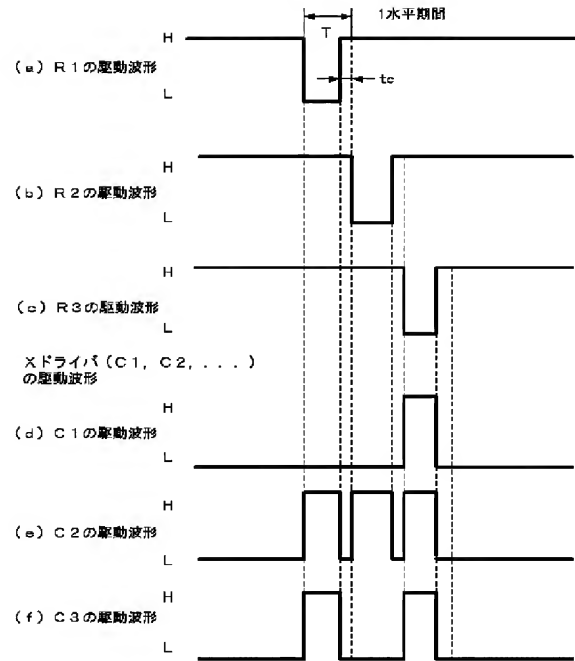 1水平期間
H
T
(a) R1の駆動波形
tc
L
H
(b) R2の駆動波形
L
H
(c) R3の駆動波形
L
Xドライバ(C1, C2, . . . )
の駆動波形
H
(d) C1の駆動波形
L
H
(e) C2の駆動波形
L
H
(f) C3の駆動波形
L